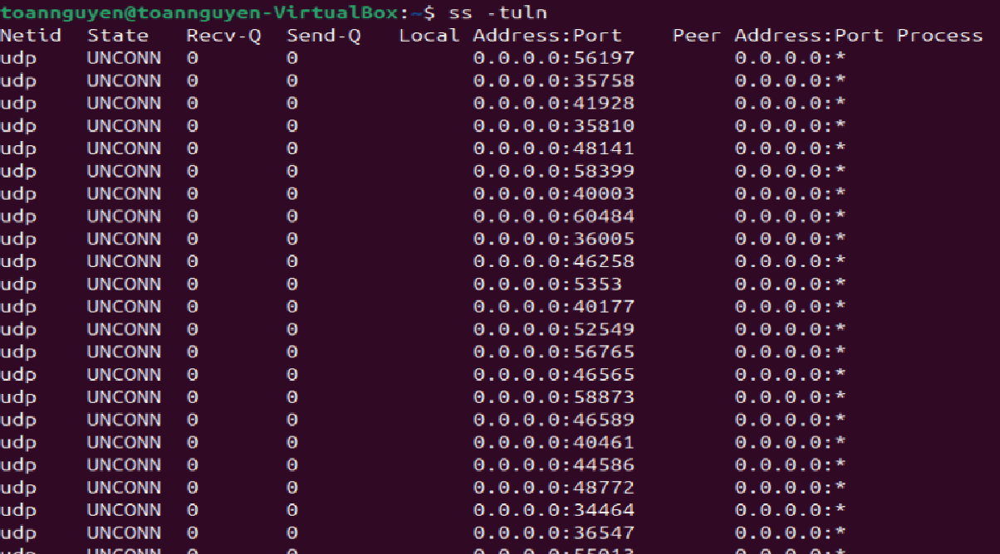 toannguyen@toannguyen-VirtualBox:~$ ss -tuln
Netid State Recv-Q Send-Q Local Address:Port Peer Address:Port Process
udp UNCONN 0 0 0.0.0.0:56197 0.0.0.0:*
udp UNCONN 0 0 0.0.0.0:35758 0.0.0.0:*
udp UNCONN 0 0 0.0.0.0:41928 0.0.0.0:*
udp UNCONN 0 0 0.0.0.0:35810 0.0.0.0:*
udp UNCONN 0 0 0.0.0.0:48141 0.0.0.0:*
udp UNCONN 0 0 0.0.0.0:58399 0.0.0.0:*
udp UNCONN 0 0 0.0.0.0:40003 0.0.0.0:*
udp UNCONN 0 0 0.0.0.0:60484 0.0.0.0:*
udp UNCONN 0 0 0.0.0.0:36005 0.0.0.0:*
udp UNCONN 0 0 0.0.0.0:46258 0.0.0.0:*
udp UNCONN 0 0 0.0.0.0:5353 0.0.0.0:*
udp UNCONN 0 0 0.0.0.0:40177 0.0.0.0:*
udp UNCONN 0 0 0.0.0.0:52549 0.0.0.0:*
udp UNCONN 0 0 0.0.0.0:56765 0.0.0.0:*
udp UNCONN 0 0 0.0.0.0:46565 0.0.0.0:*
udp UNCONN 0 0 0.0.0.0:58873 0.0.0.0:*
udp UNCONN 0 0 0.0.0.0:46589 0.0.0.0:*
udp UNCONN 0 0 0.0.0.0:40461 0.0.0.0:*
udp UNCONN 0 0 0.0.0.0:44586 0.0.0.0:*
udp UNCONN 0 0 0.0.0.0:48772 0.0.0.0:*
udp UNCONN 0 0 0.0.0.0:34464 0.0.0.0:*
udp UNCONN 0 0 0.0.0.0:36547 0.0.0.0:*